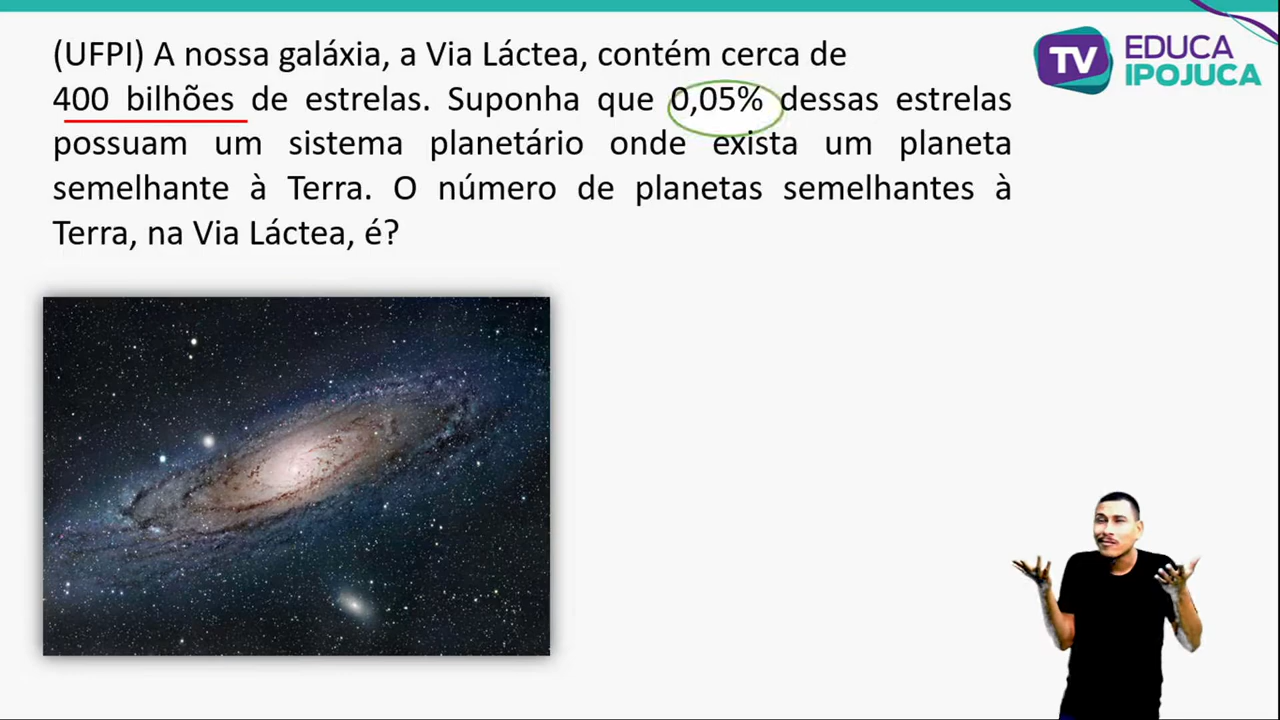 (UFPI) A nossa galáxia, a Via Láctea, contém cerca de
400 bilhões de estrelas. Suponha que 0,05% dessas estrelas
possuam um sistema planetário onde exista um planeta
semelhante à Terra. O número de planetas semelhantes à
Terra, na Via Láctea, é?
TV EDUCA
IPOJUCA